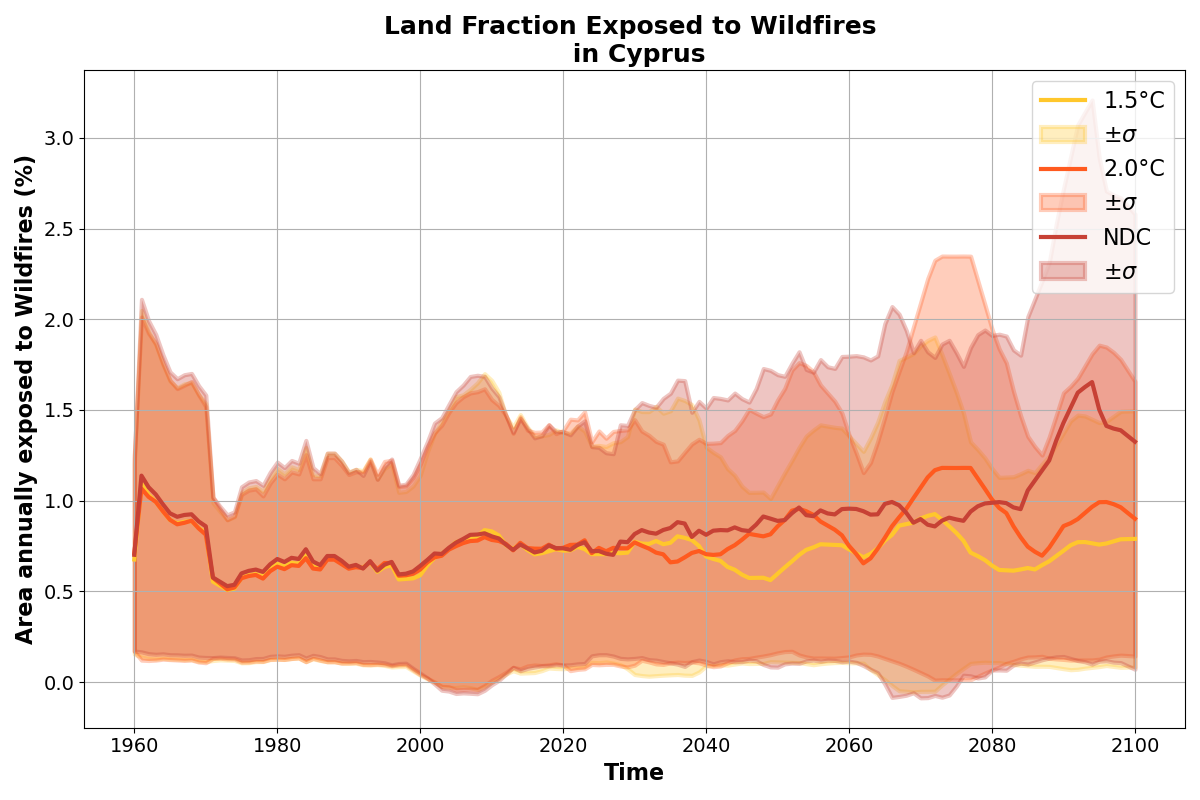 Land Fraction Exposed to Wildfires
in Cyprus
Area annually exposed to Wildfires (%)
3.0
2.5
2.0
1.5
1.0
0.5
0.0
1960
1980
2000
2020
2040
2060
2080
2100
Time
1.5°C
±σ
2.0°C
±σ
NDC
±σ